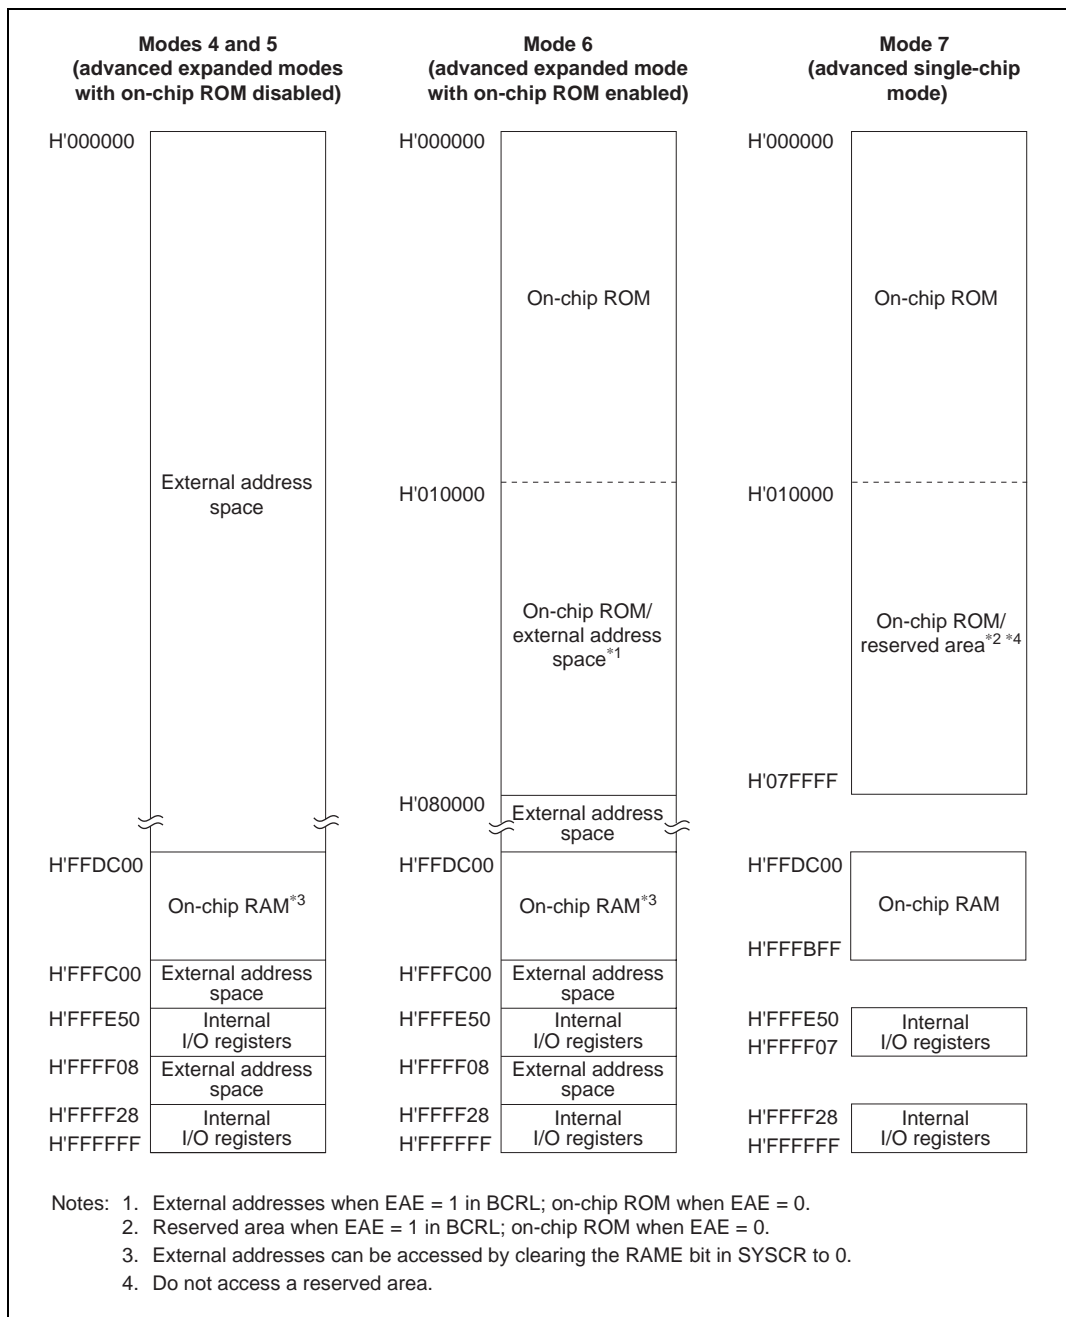 Modes 4 and 5
(advanced expanded modes
with on-chip ROM disabled)
H'000000
External address
space
H'FFDC00
On-chip RAM*3
H'FFFC00
External address
space
H'FFFE50
Internal
I/O registers
H'FFFF08
External address
space
H'FFFF28
Internal
I/O registers
H'FFFFFF
Mode 6
(advanced expanded mode
with on-chip ROM enabled)
H'000000
On-chip ROM
H'010000
On-chip ROM/
external address
space*1
H'080000
External address
space
H'FFDC00
On-chip RAM*3
H'FFFC00
External address
space
H'FFFE50
Internal
I/O registers
H'FFFF08
External address
space
H'FFFF28
Internal
I/O registers
H'FFFFFF
Mode 7
(advanced single-chip
mode)
H'000000
On-chip ROM
H'010000
On-chip ROM/
reserved area*2 *4
H'07FFFF
H'FFDC00
On-chip RAM
H'FFFBFF
H'FFFE50
Internal
I/O registers
H'FFFF07
H'FFFF28
Internal
I/O registers
H'FFFFFF
Notes: 1. External addresses when EAE = 1 in BCRL; on-chip ROM when EAE = 0.
2. Reserved area when EAE = 1 in BCRL; on-chip ROM when EAE = 0.
3. External addresses can be accessed by clearing the RAME bit in SYSCR to 0.
4. Do not access a reserved area.